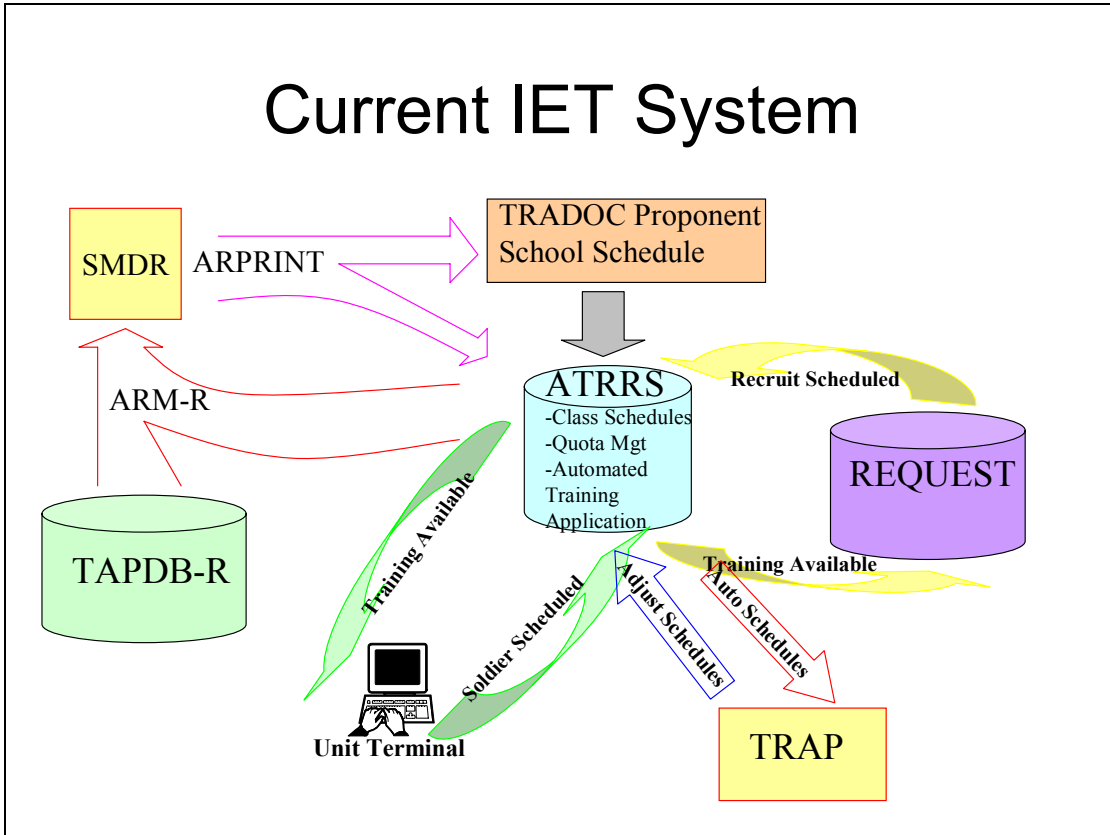 Current IET System
SMDR
ARPRINT
TRADOC Proponent
School Schedule
ARM-R
ATRRS
-Class Schedules
-Quota Mgt
-Automated
Training
Application
Recruit Scheduled
REQUEST
TAPDB-R
Training Available
Soldier Scheduled
Adjust Schedules
Auto Schedules
Training Available
Unit Terminal
TRAP